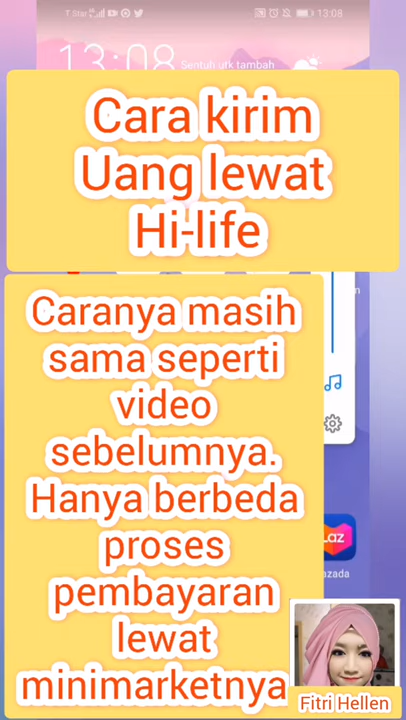 T.Star
13:08
13:08
Sentuh utk tambah
Cara kirim
Uang lewat
Hi-life
Caranya masih
sama seperti
video
sebelumnya.
Hanya berbeda
proses
pembayaran
lewat
minimarketnya
Laz
azada
Fitri Hellen